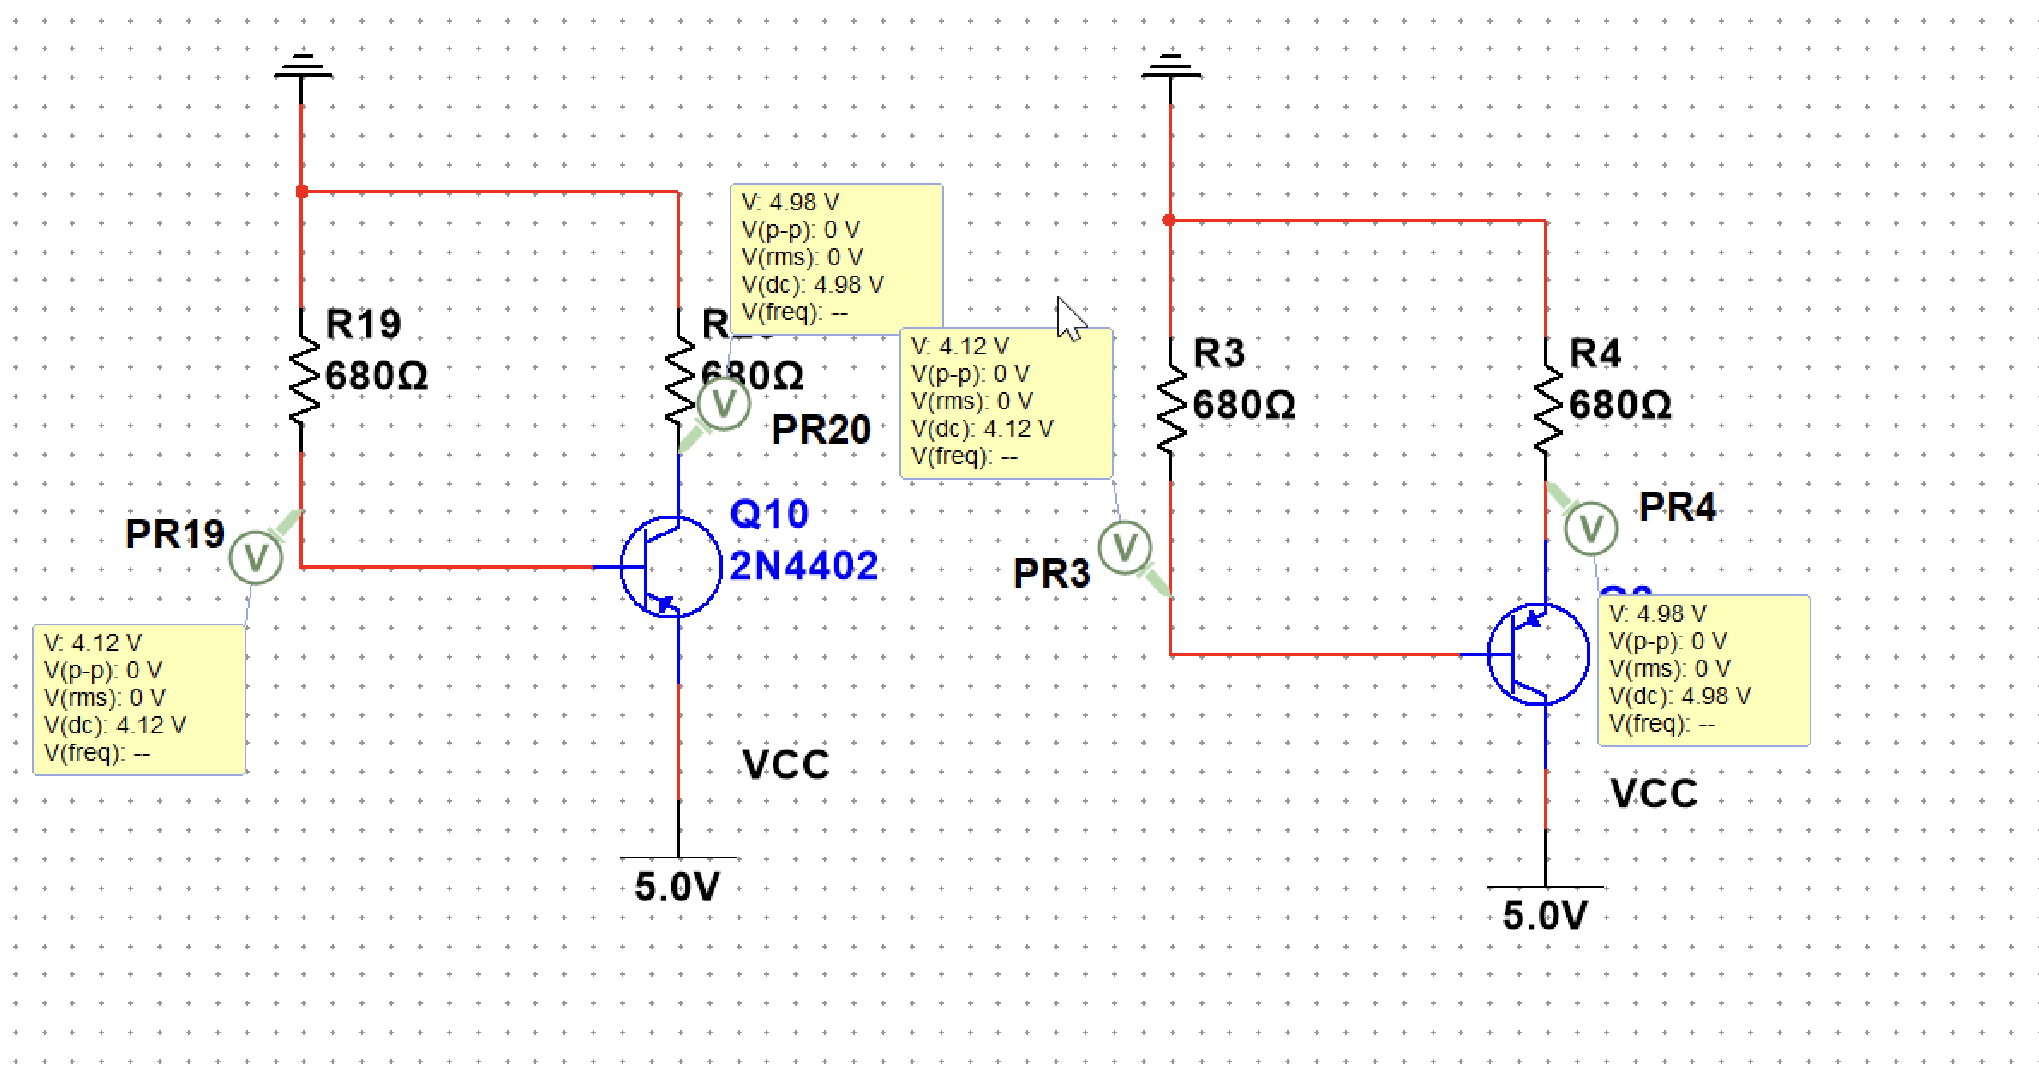 V: 4.98 V
V(p-p): 0 V
V(rms): 0 V
V(dc): 4.98 V
V(freq): --
R19
680Ω
680Ω
PR20
V
V: 4.12 V
V(p-p): 0 V
V(rms): 0 V
V(dc): 4.12 V
V(freq): --
R3
680Ω
R4
680Ω
PR19
V
Q10
2N4402
PR3
V
PR4
V
V: 4.12 V
V(p-p): 0 V
V(rms): 0 V
V(dc): 4.12 V
V(freq): --
V: 4.98 V
V(p-p): 0 V
V(rms): 0 V
V(dc): 4.98 V
V(freq): --
VCC
5.0V
VCC
5.0V